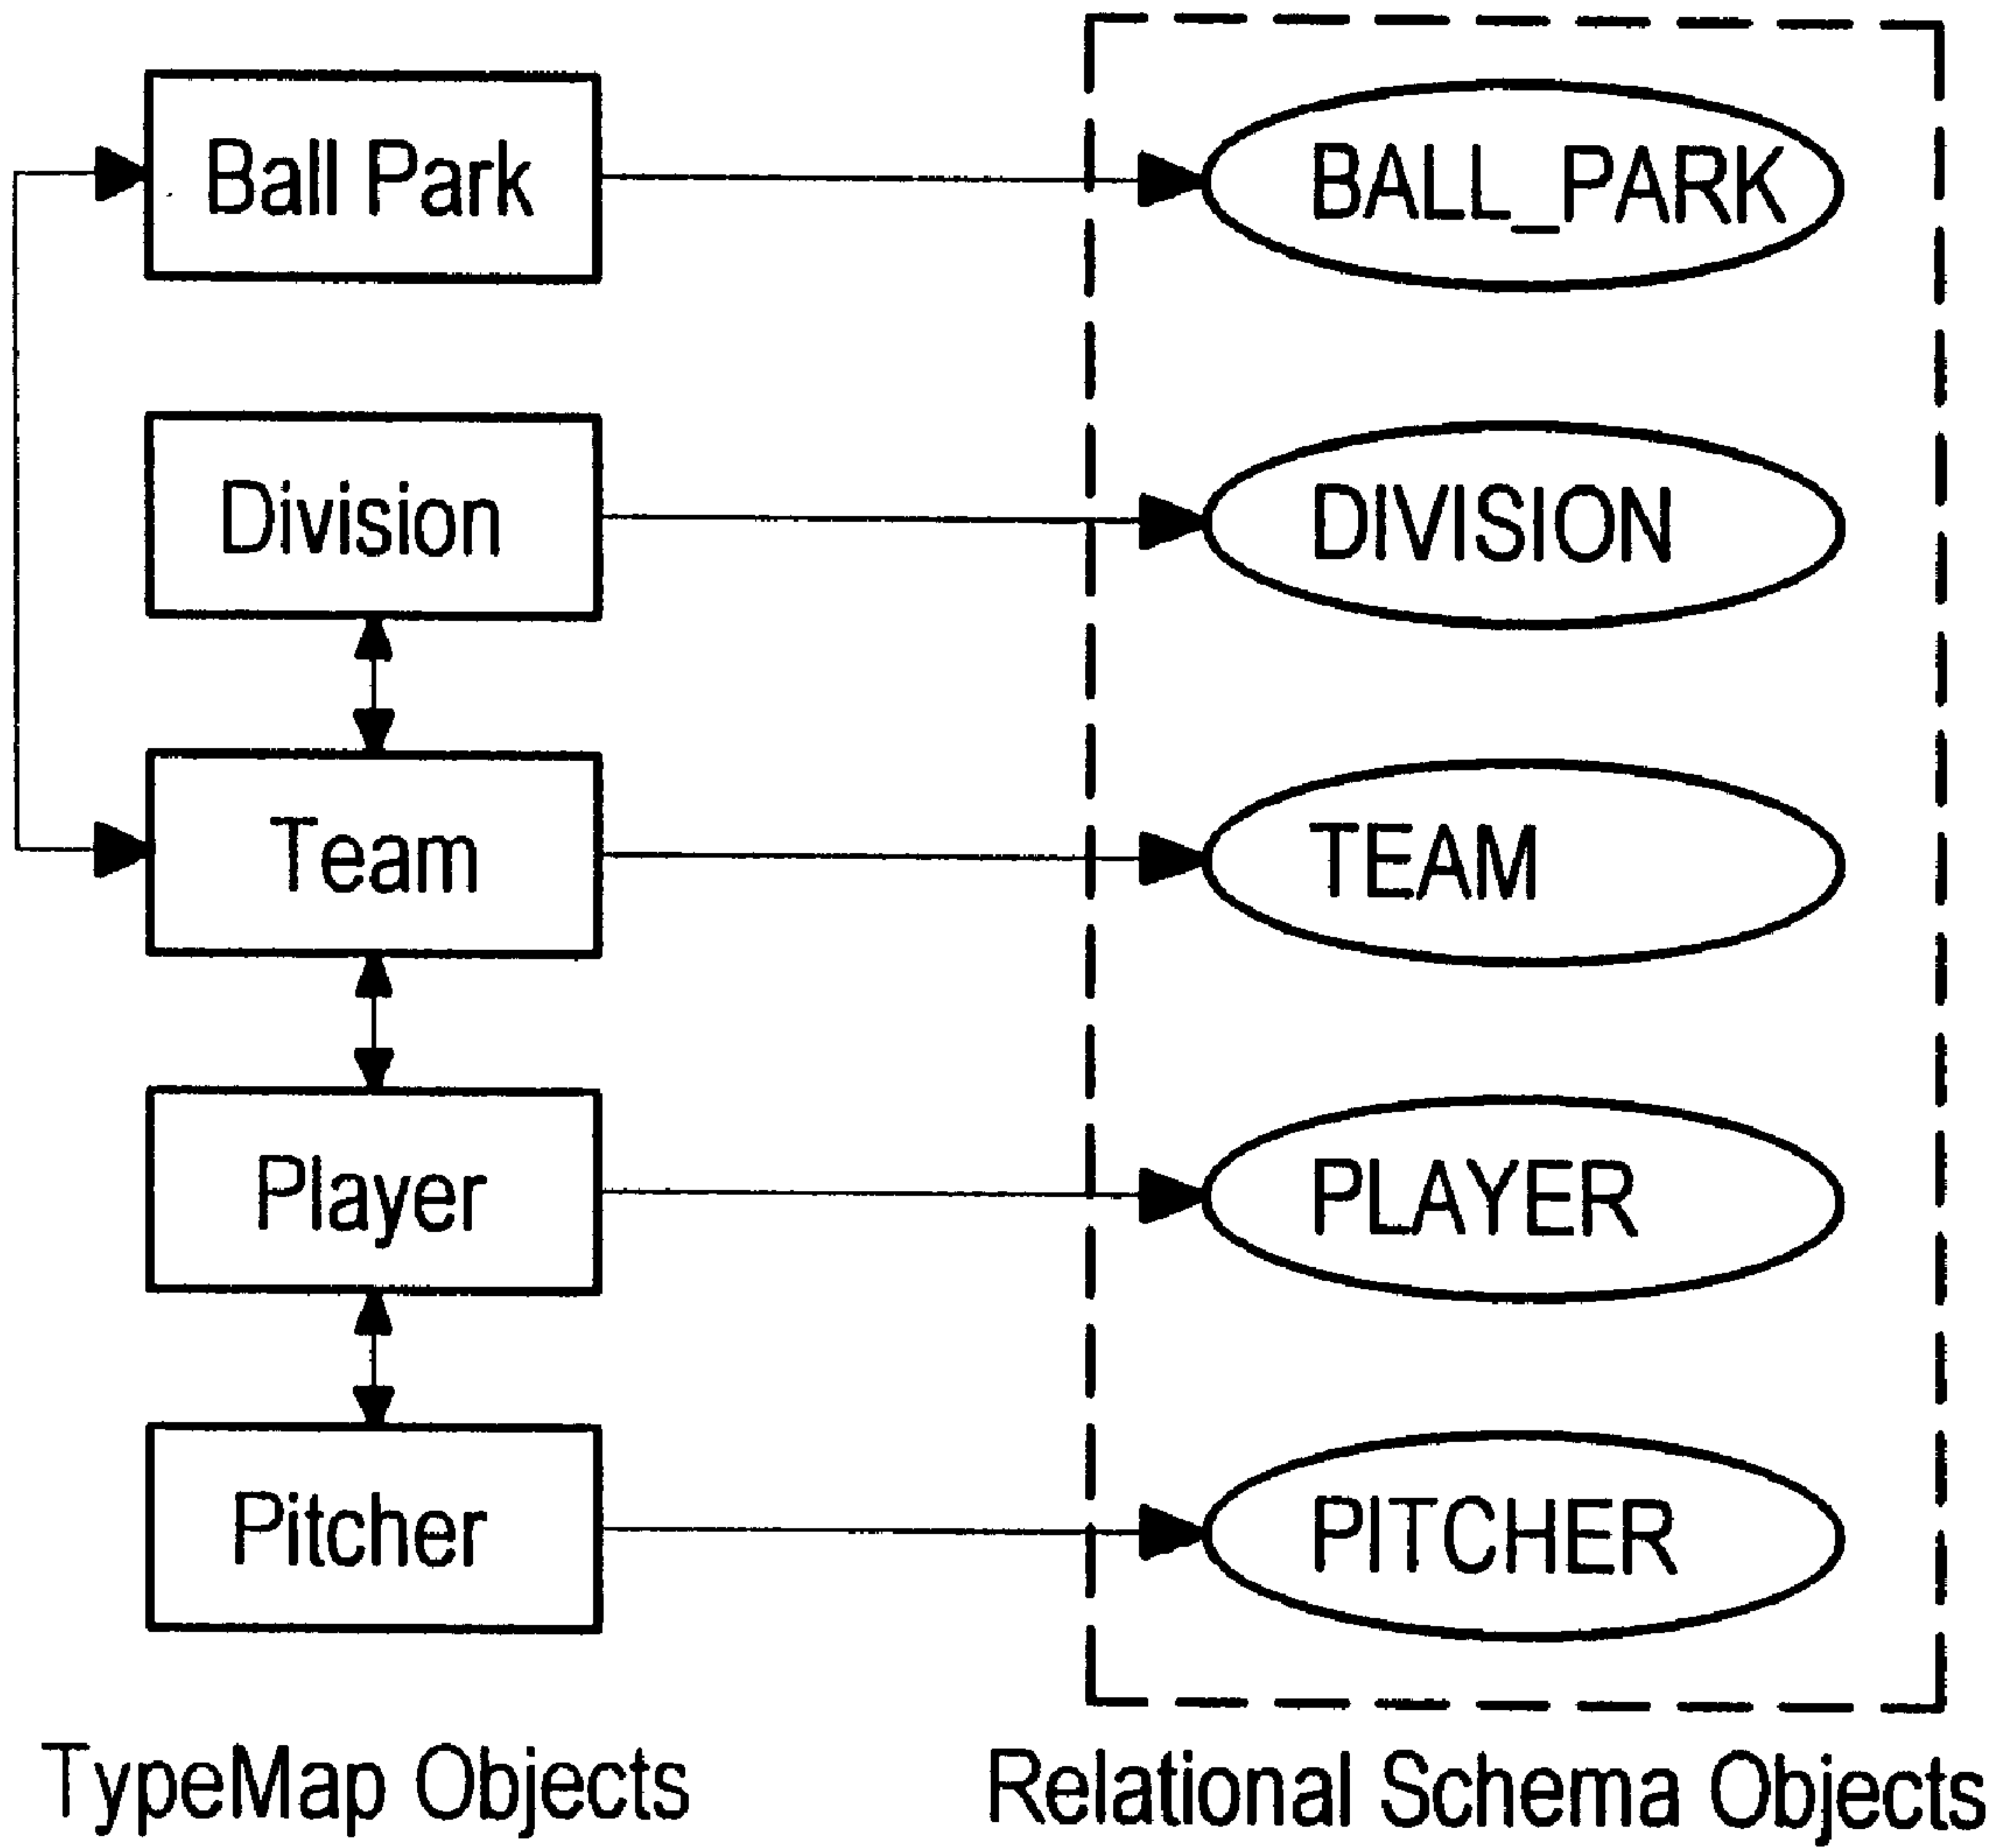 Ball Park
BALL_PARK
Division
DIVISION
Team
TEAM
Player
PLAYER
Pitcher
PITCHER
TypeMap Objects
Relational Schema Objects